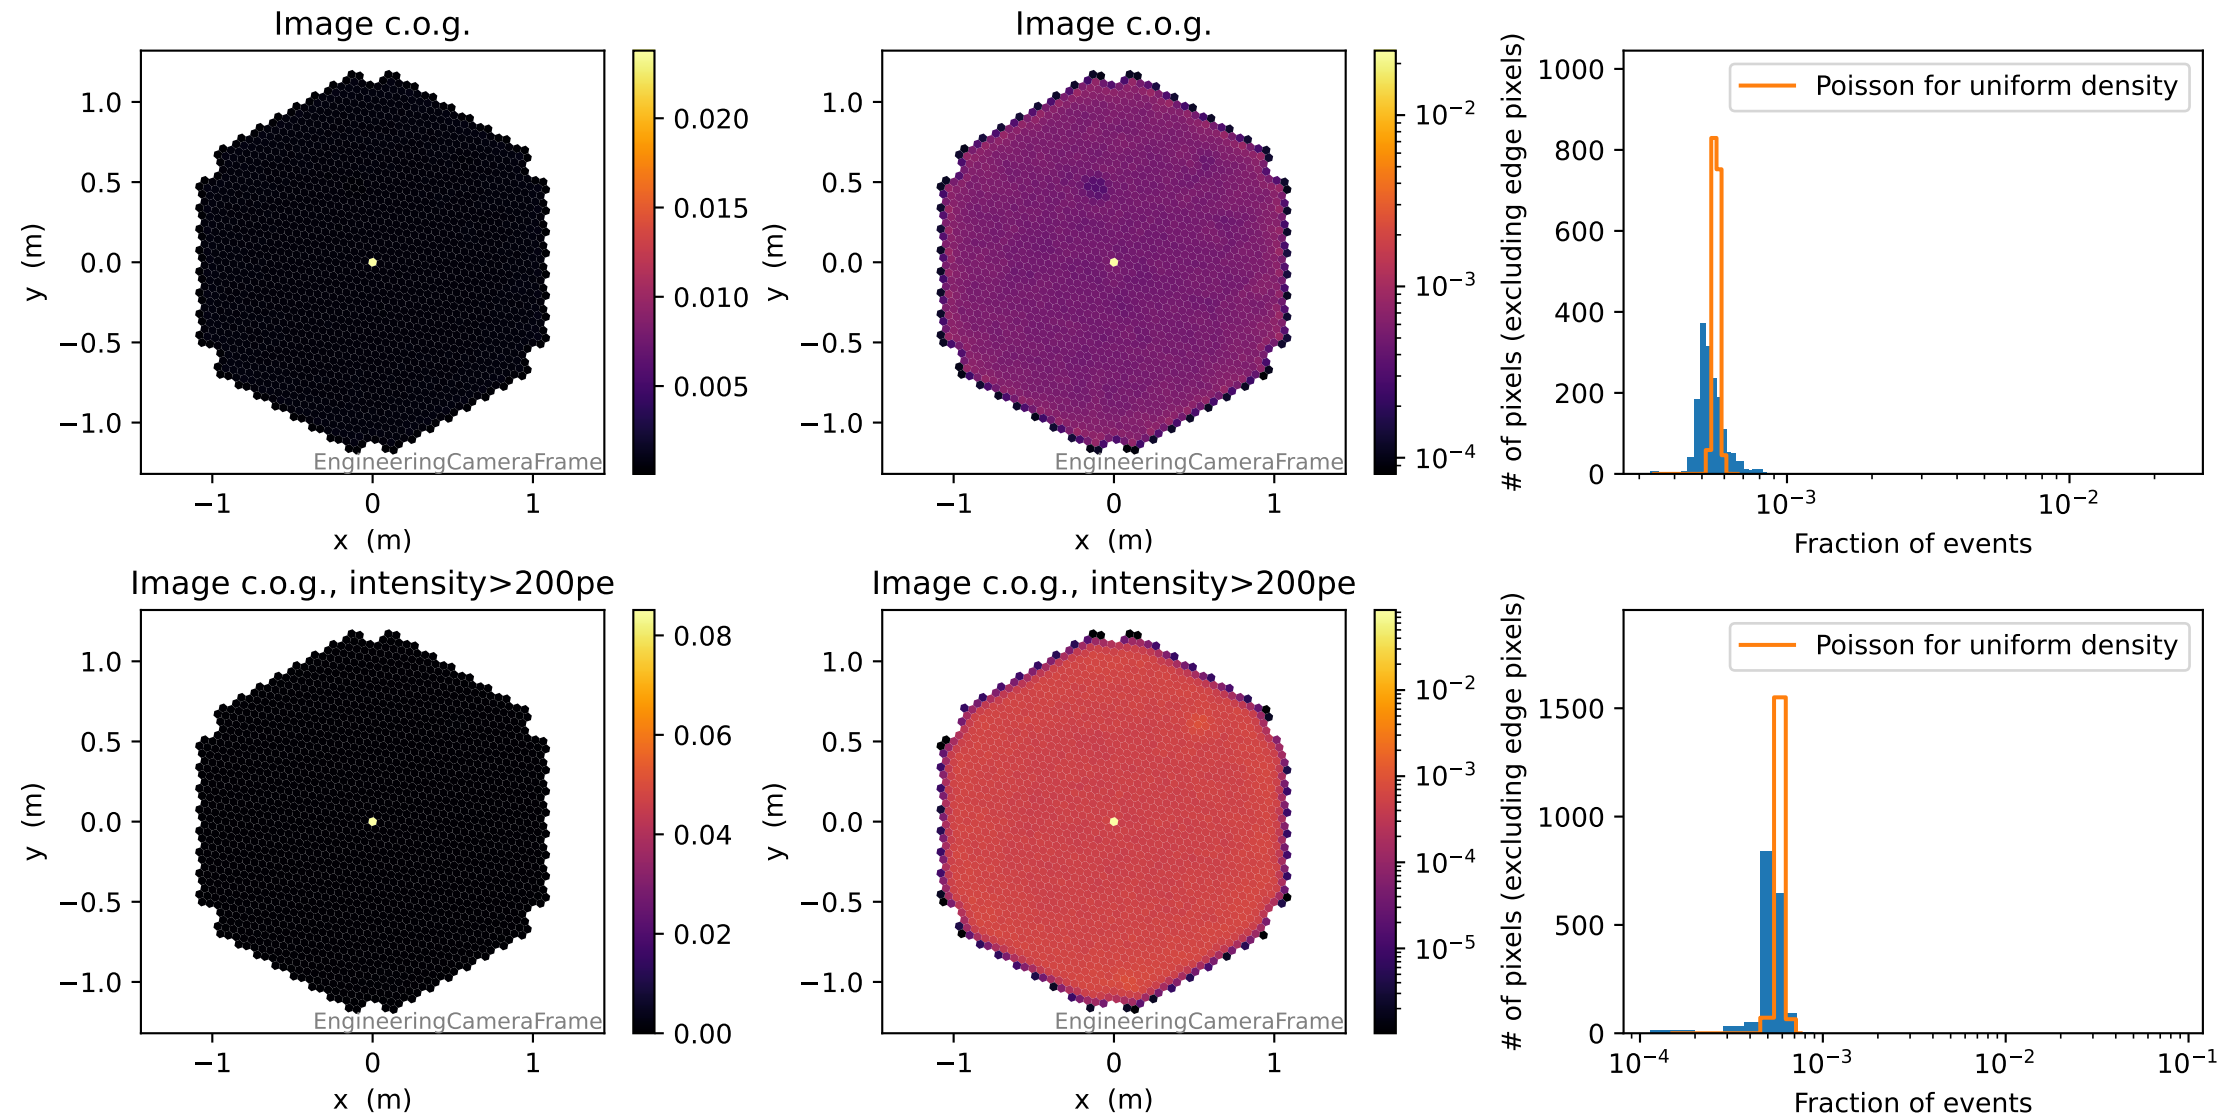 Image c.o.g.
1.0
0.5
0.0
−0.5
−1.0
y (m)
−1
0
1
x (m)
EngineeringCameraFrame
0.020
0.015
0.010
0.005
Image c.o.g.
1.0
0.5
0.0
−0.5
−1.0
y (m)
−1
0
1
x (m)
EngineeringCameraFrame
10⁻²
10⁻³
10⁻⁴
Poisson for uniform density
1000
800
600
400
200
0
# of pixels (excluding edge pixels)
10⁻³
10⁻²
Fraction of events
Image c.o.g., intensity>200pe
1.0
0.5
0.0
−0.5
−1.0
y (m)
−1
0
1
x (m)
EngineeringCameraFrame
0.08
0.06
0.04
0.02
0.00
Image c.o.g., intensity>200pe
1.0
0.5
0.0
−0.5
−1.0
y (m)
−1
0
1
x (m)
EngineeringCameraFrame
10⁻²
10⁻³
10⁻⁴
10⁻⁵
Poisson for uniform density
1500
1000
500
0
# of pixels (excluding edge pixels)
10⁻⁴
10⁻³
10⁻²
10⁻¹
Fraction of events